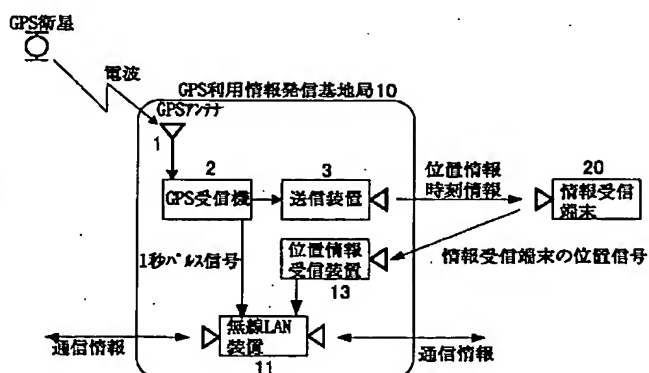 GPS衛星
電波
GPS利用情報発信基地局10
GPSアンテナ
1
2
3
20
GPS受信機
送信装置
位置情報
時刻情報
情報受信
端末
1秒パルス信号
位置情報
受信装置
13
情報受信端末の位置信号
無線LAN
装置
11
通信情報
通信情報